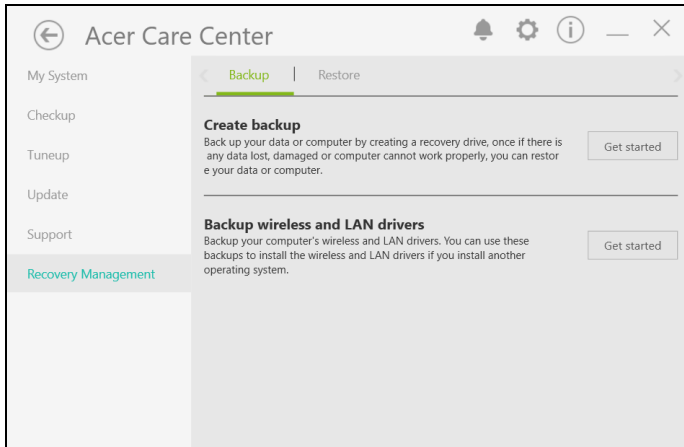 Acer Care Center
My System
Checkup
Tuneup
Update
Support
Recovery Management
Backup | Restore
Create backup
Back up your data or computer by creating a recovery drive, once if there is
any data lost, damaged or computer cannot work properly, you can restor
e your data or computer.
Get started
Backup wireless and LAN drivers
Backup your computer's wireless and LAN drivers. You can use these
backups to install the wireless and LAN drivers if you install another
operating system.
Get started